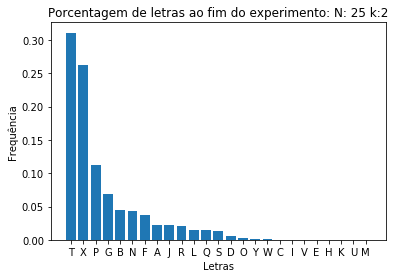 Porcentagem de letras ao fim do experimento: N: 25 k:2
0.30
0.25
0.20
0.15
0.10
0.05
0.00
Frequência
T X P G B N F A J R L Q S D O Y W C I V E H K U M
Letras